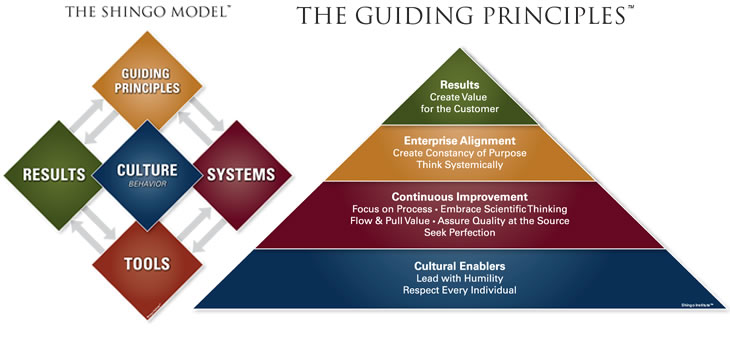 THE SHINGO MODEL™
GUIDING
PRINCIPLES
RESULTS
CULTURE
BEHAVIOR
SYSTEMS
TOOLS
THE GUIDING PRINCIPLES™
Results
Create Value
for the Customer
Enterprise Alignment
Create Constancy of Purpose
Think Systemically
Continuous Improvement
Focus on Process • Embrace Scientific Thinking
Flow & Pull Value • Assure Quality at the Source
Seek Perfection
Cultural Enablers
Lead with Humility
Respect Every Individual
Shingo Institute™